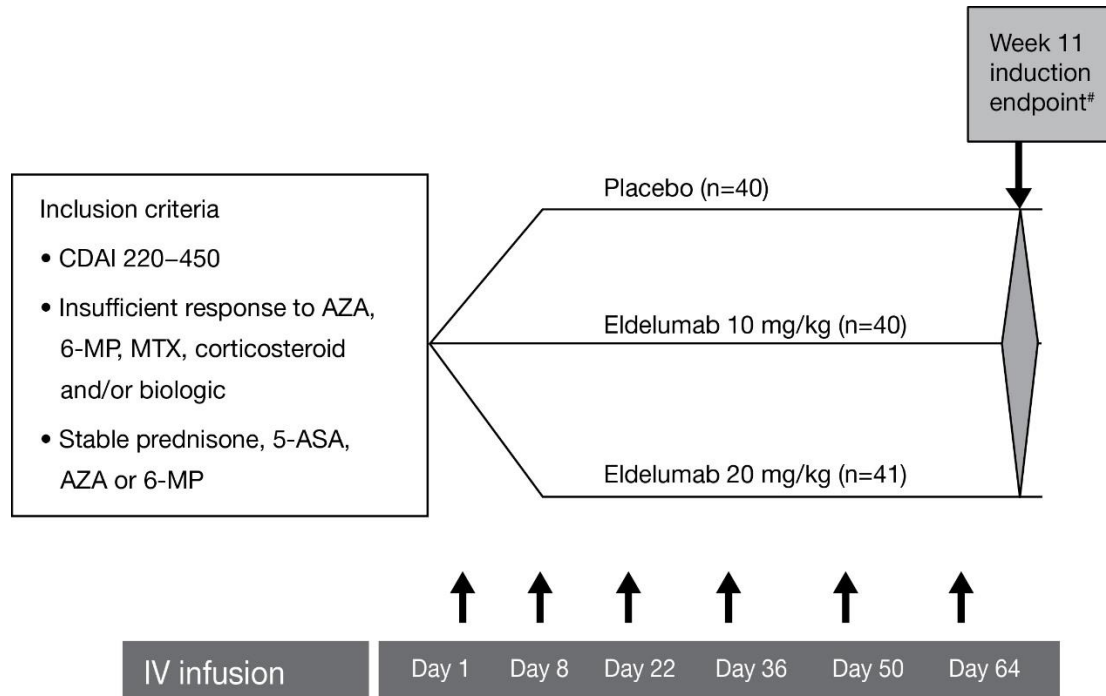 Week 11
induction
endpoint#
Inclusion criteria
• CDAI 220–450
• Insufficient response to AZA,
6-MP, MTX, corticosteroid
and/or biologic
• Stable prednisone, 5-ASA,
AZA or 6-MP
Placebo (n=40)
Eldelumab 10 mg/kg (n=40)
Eldelumab 20 mg/kg (n=41)
IV infusion
Day 1 Day 8 Day 22 Day 36 Day 50 Day 64